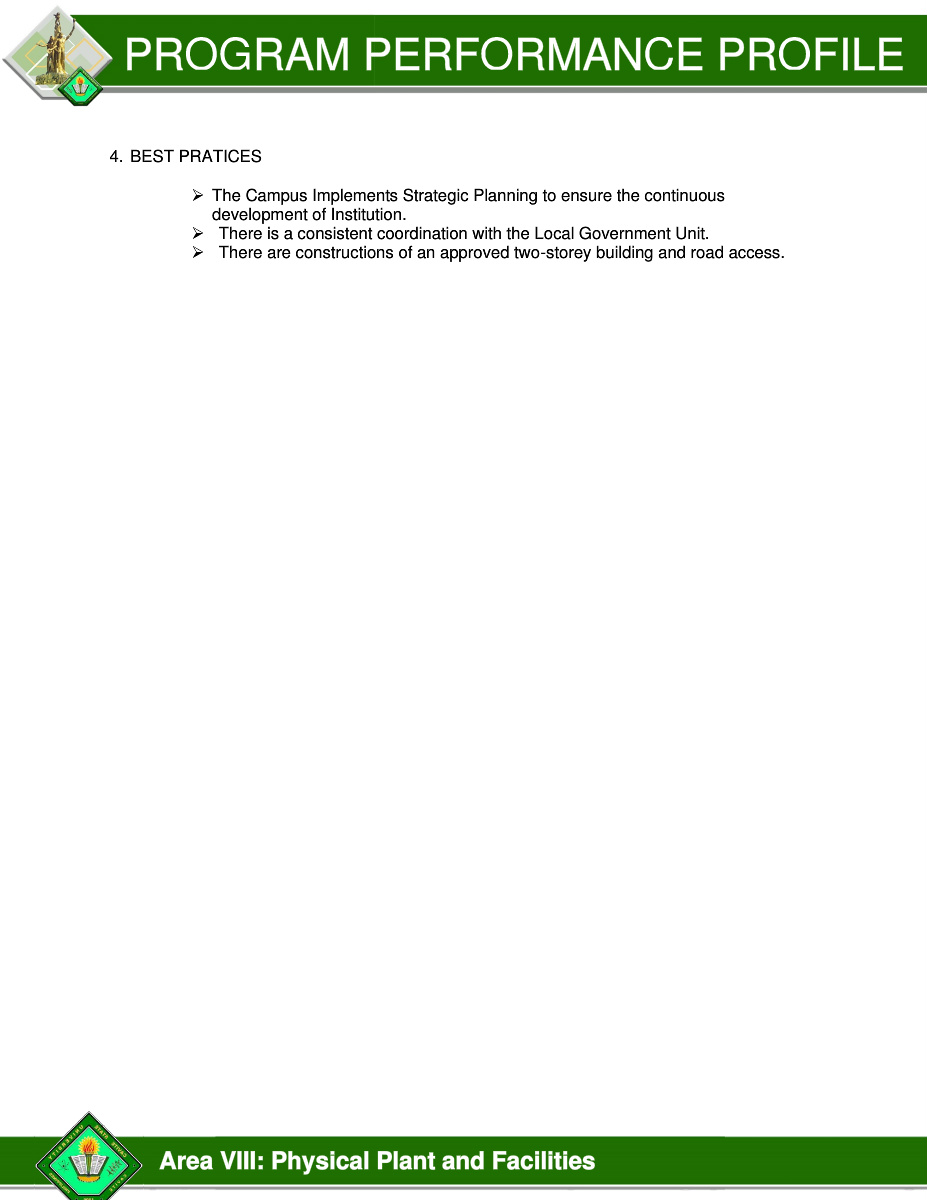 PROGRAM PERFORMANCE PROFILE
4. BEST PRATICES
➢ The Campus Implements Strategic Planning to ensure the continuous
development of Institution.
➢ There is a consistent coordination with the Local Government Unit.
➢ There are constructions of an approved two-storey building and road access.
Area VIII: Physical Plant and Facilities